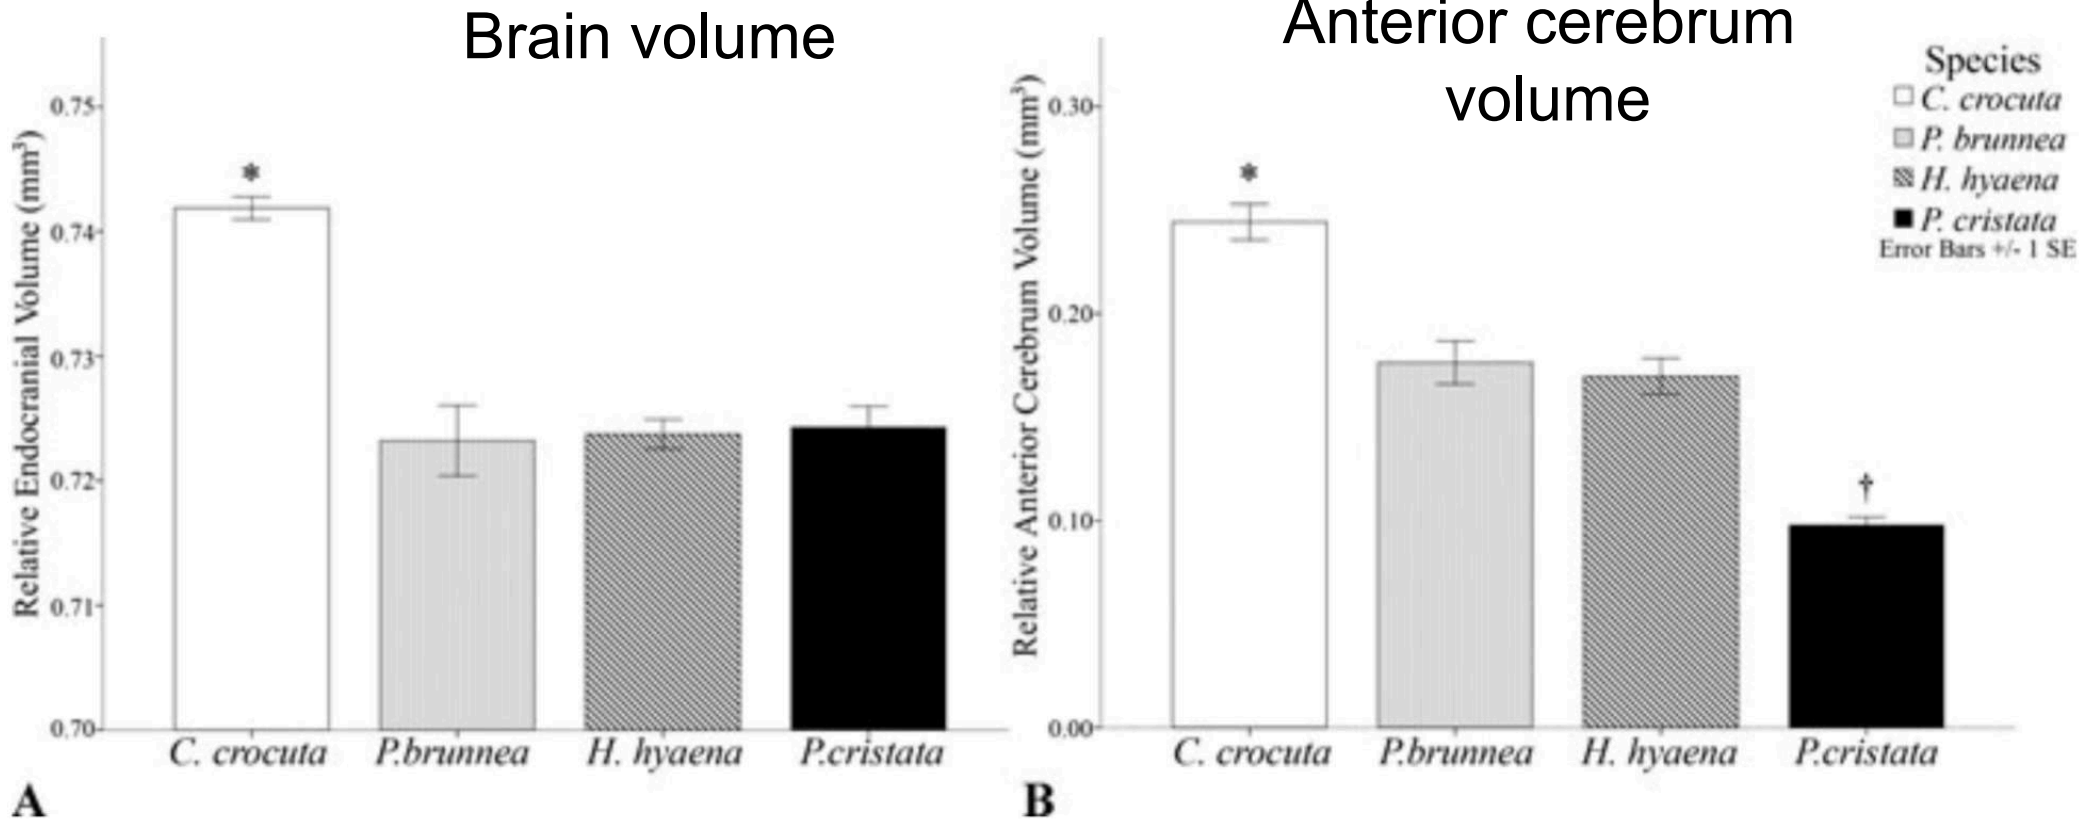 Brain volume
Relative Endocranial Volume (mm³)
0.75
0.74
0.73
0.72
0.71
0.70
*
C. crocuta
P.brunnea
H. hyaena
P.cristata
A
Anterior cerebrum
volume
Relative Anterior Cerebrum Volume (mm³)
0.30
0.20
0.10
0.00
*
†
C. crocuta
P.brunnea
H. hyaena
P.cristata
B
Species
C. crocuta
P. brunnea
H. hyaena
P. cristata
Error Bars +/- 1 SE